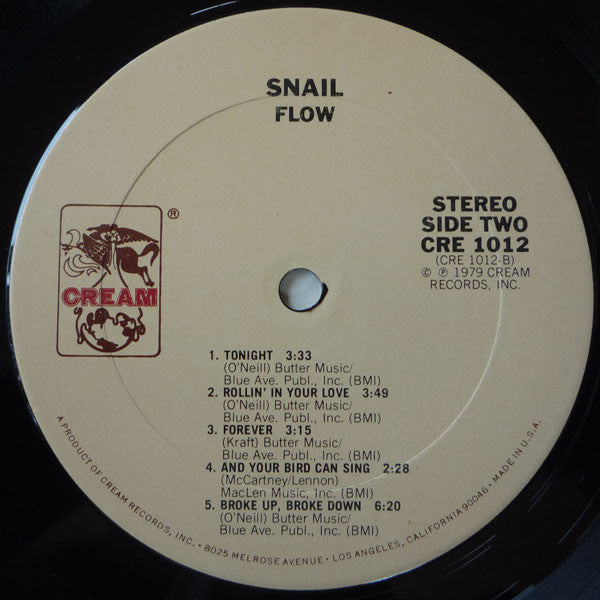 SNAIL
FLOW
STEREO
SIDE TWO
CRE 1012
(CRE 1012-B)
© ℗ 1979 CREAM
RECORDS, INC.
®
CREAM
1. TONIGHT 3:33
(O'Neill) Butter Music/
Blue Ave. Publ., Inc. (BMI)
2. ROLLIN' IN YOUR LOVE 3:49
(O'Neill) Butter Music/
Blue Ave. Publ., Inc. (BMI)
3. FOREVER 3:15
(Kraft) Butter Music/
Blue Ave. Publ., Inc. (BMI)
4. AND YOUR BIRD CAN SING 2:28
(McCartney/Lennon)
MacLen Music, Inc. (BMI)
5. BROKE UP, BROKE DOWN 6:20
(O'Neill) Butter Music/
Blue Ave. Publ., Inc. (BMI)
A PRODUCT OF CREAM RECORDS, INC. • 8025 MELROSE AVENUE • LOS ANGELES, CALIFORNIA 90046 • MADE IN U.S.A.